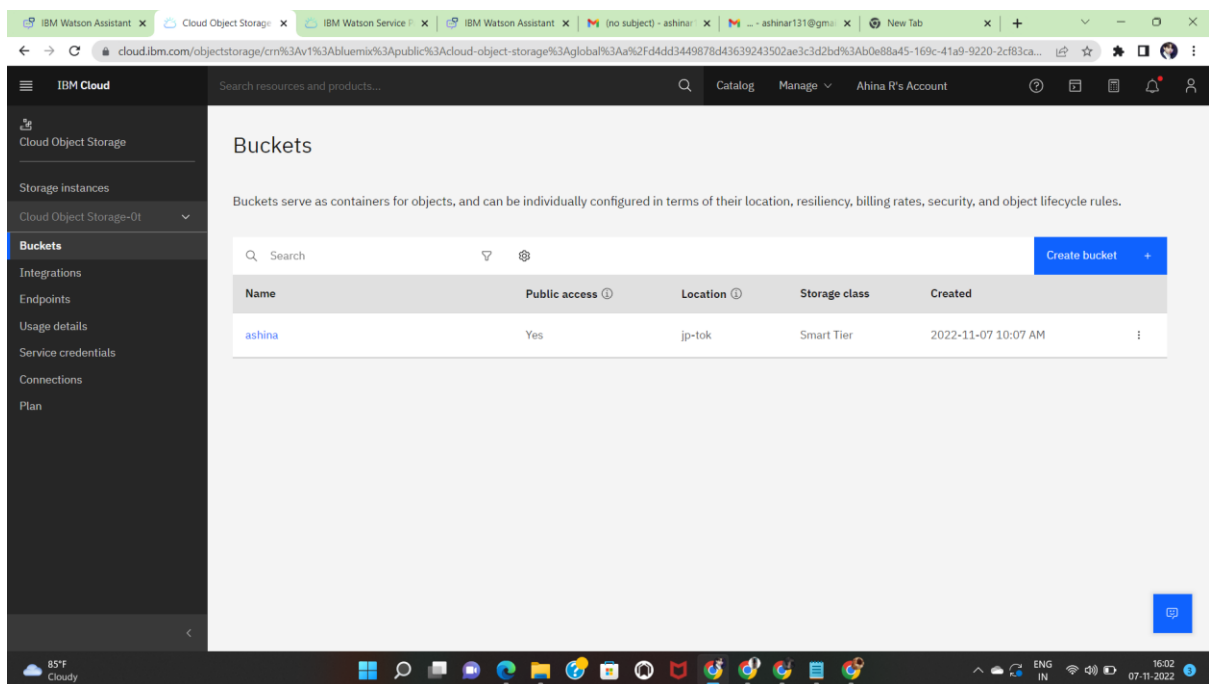 IBM Watson Assistant
Cloud Object Storage
IBM Watson Service P
IBM Watson Assistant
(no subject) - ashinar
... - ashinar131@gmai
New Tab
cloud.ibm.com/objectstorage/crn%3Av1%3Abluemix%3Apublic%3Acloud-object-storage%3Aglobal%3Aa%2Fd4dd3449878d43639243502ae3c3d2bd%3Ab0e88a45-169c-41a9-9220-2cf83ca...
IBM Cloud
Search resources and products...
Catalog
Manage
Ahina R's Account
Cloud Object Storage
Storage instances
Cloud Object Storage-0t
Buckets
Integrations
Endpoints
Usage details
Service credentials
Connections
Plan
Buckets
Buckets serve as containers for objects, and can be individually configured in terms of their location, resiliency, billing rates, security, and object lifecycle rules.
Search
Create bucket +
Name Public access Location Storage class Created
ashina Yes jp-tok Smart Tier 2022-11-07 10:07 AM
85°F
Cloudy
ENG
IN
16:02
07-11-2022
3